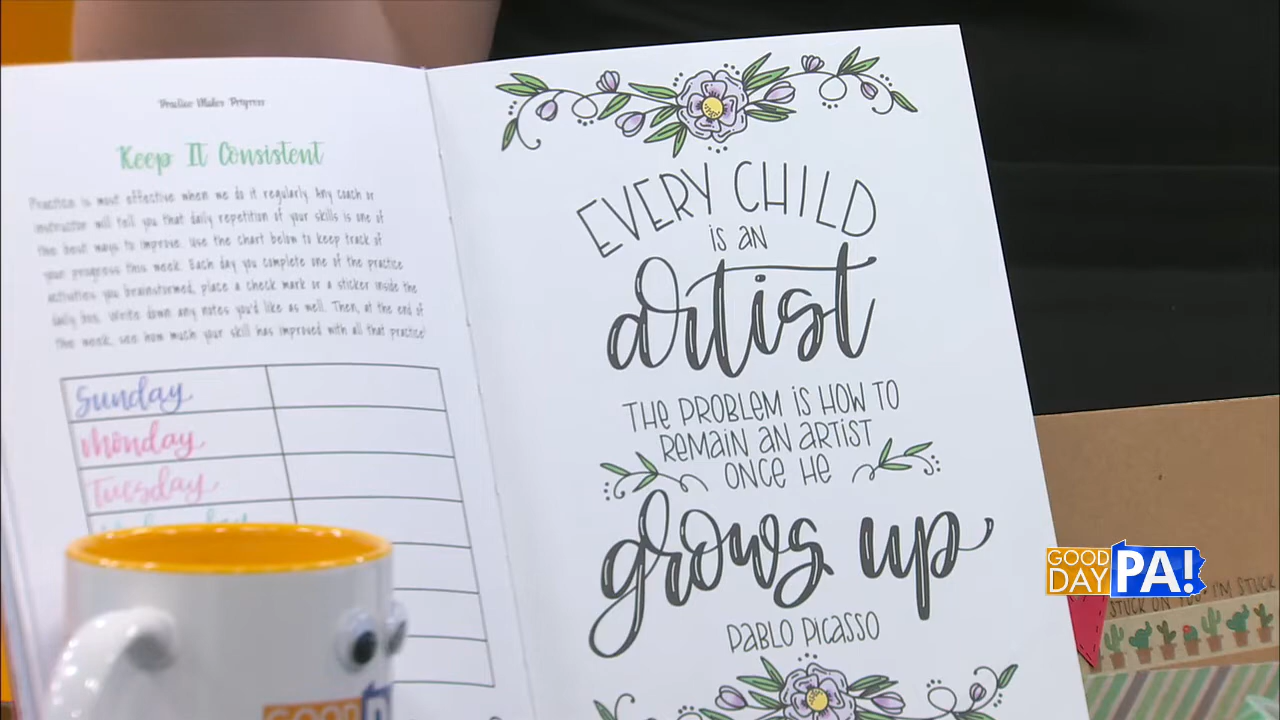 Practice Makes Progress
Keep It Consistent
Practice is most effective when we do it regularly. Any coach or
instructor will tell you that daily repetition of your skills is one of
the best ways to improve. Use the chart below to keep track of
your progress this week. Each day you complete one of the practice
activities you brainstormed, place a check mark or a sticker inside the
daily box. Write down any notes you'd like as well. Then, at the end of
the week, see how much your skill has improved with all that practice!
Sunday
Monday
Tuesday
EVERY CHILD
IS AN
artist
THE PROBLEM IS HOW TO
REMAIN AN ARTIST
ONCE HE
grows up
PABLO PICASSO
GOOD
DAY PA!
STUCK ON YOU I'M STUCK
GOOD